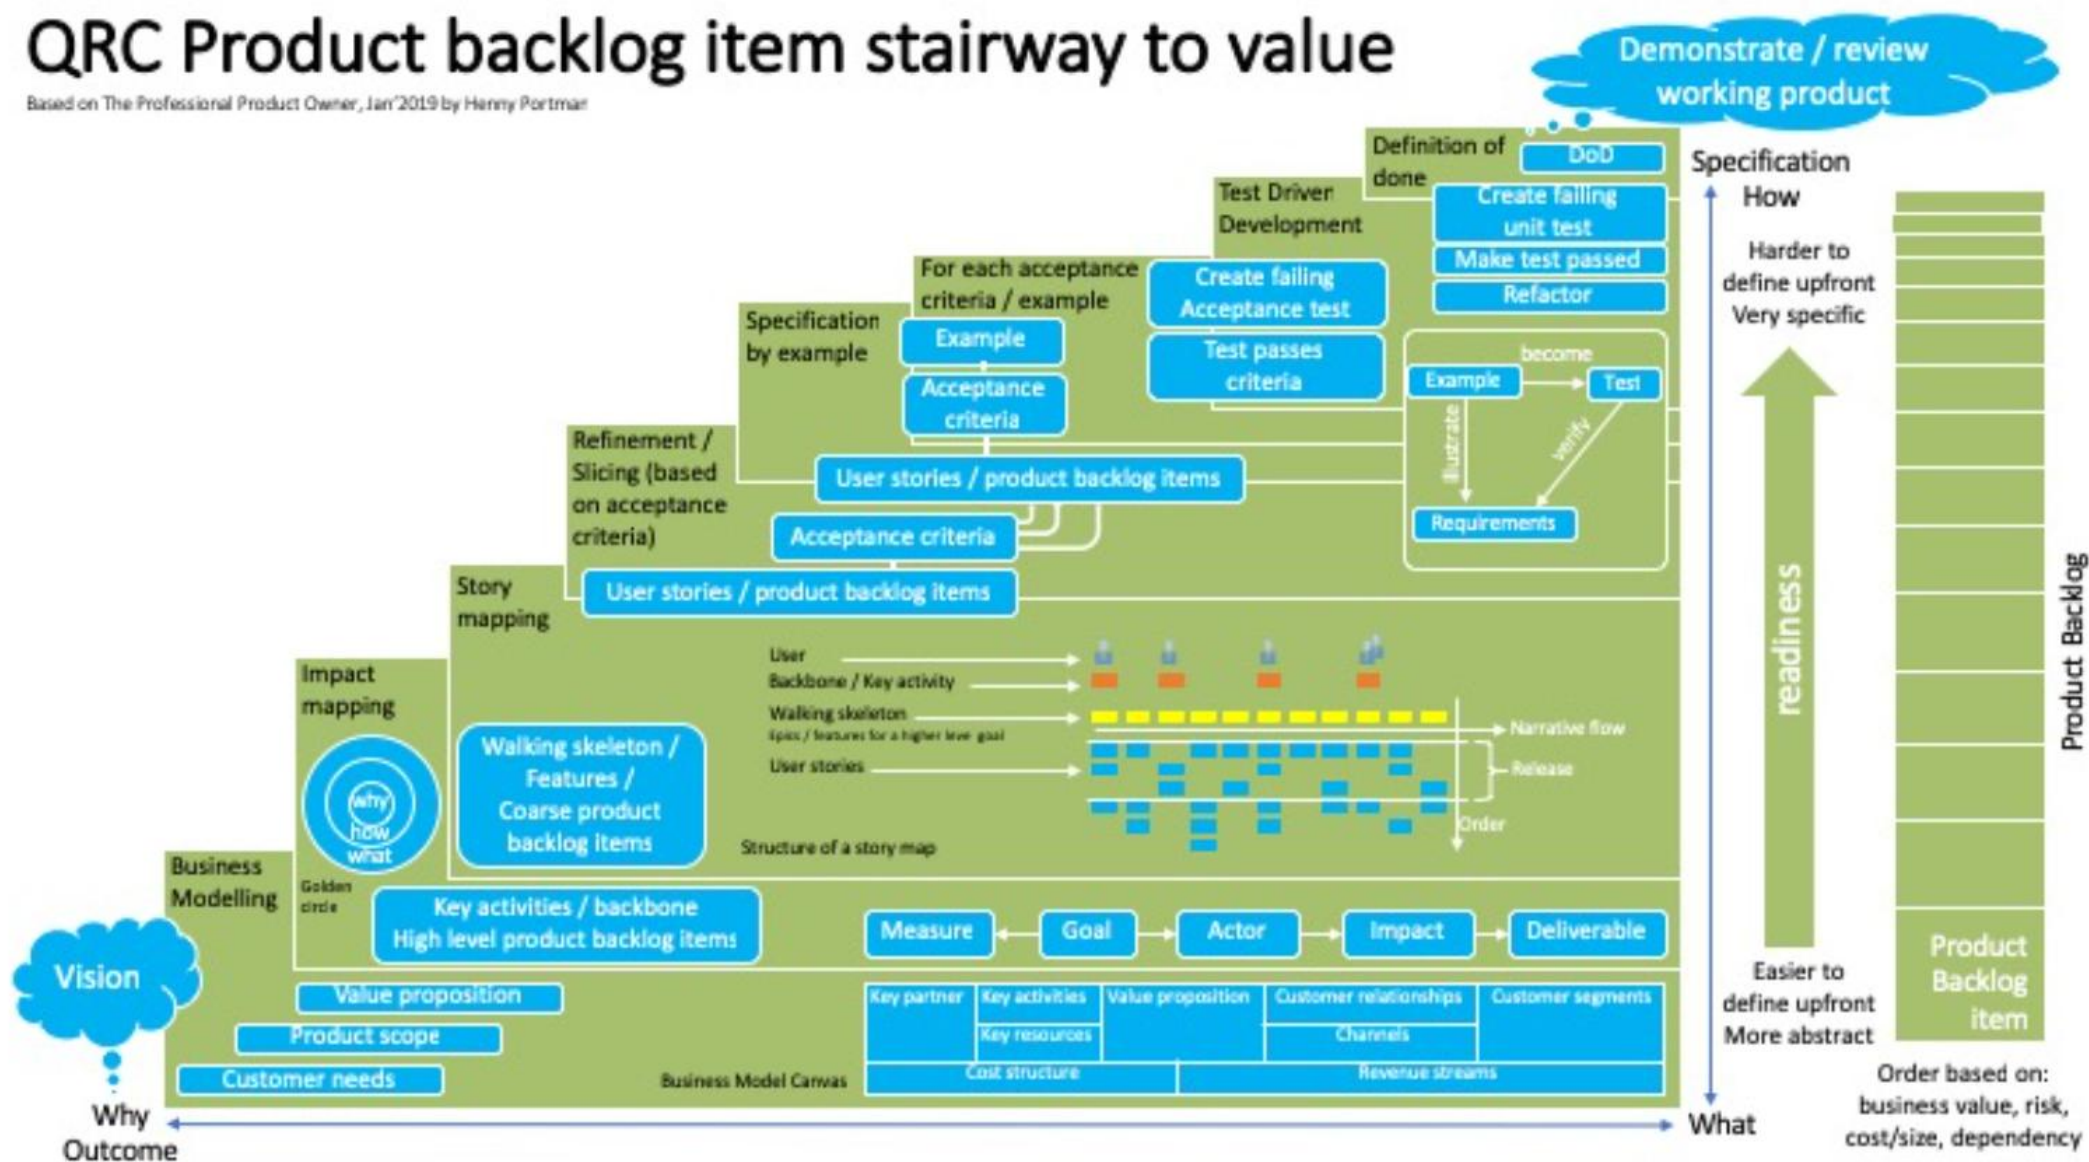 QRC Product backlog item stairway to value
Based on The Professional Product Owner, Jan'2019 by Henny Portman
Demonstrate / review
working product
Definition of
done
DoD
Test Driven
Development
Create failing
unit test
Make test passed
Refactor
For each acceptance
criteria / example
Create failing
Acceptance test
Test passes
criteria
Specification
by example
Example
Acceptance
criteria
become
Example
Test
illustrate
verify
Requirements
Refinement /
Slicing (based
on acceptance
criteria)
User stories / product backlog items
Acceptance criteria
User stories / product backlog items
Story
mapping
User
Backbone / Key activity
Walking skeleton
Epics / features for a higher level goal
User stories
Narrative flow
Release
Order
Structure of a story map
Walking skeleton /
Features /
Coarse product
backlog items
Impact
mapping
why
how
what
Golden
circle
Key activities / backbone
High level product backlog items
Measure
Goal
Actor
Impact
Deliverable
Business
Modelling
Vision
Value proposition
Product scope
Customer needs
Business Model Canvas
Key partner
Key activities
Value proposition
Customer relationships
Customer segments
Key resources
Channels
Cost structure
Revenue streams
Why
Outcome
What
Specification
How
Harder to
define upfront
Very specific
readiness
Easier to
define upfront
More abstract
Product Backlog
Product
Backlog
item
Order based on:
business value, risk,
cost/size, dependency